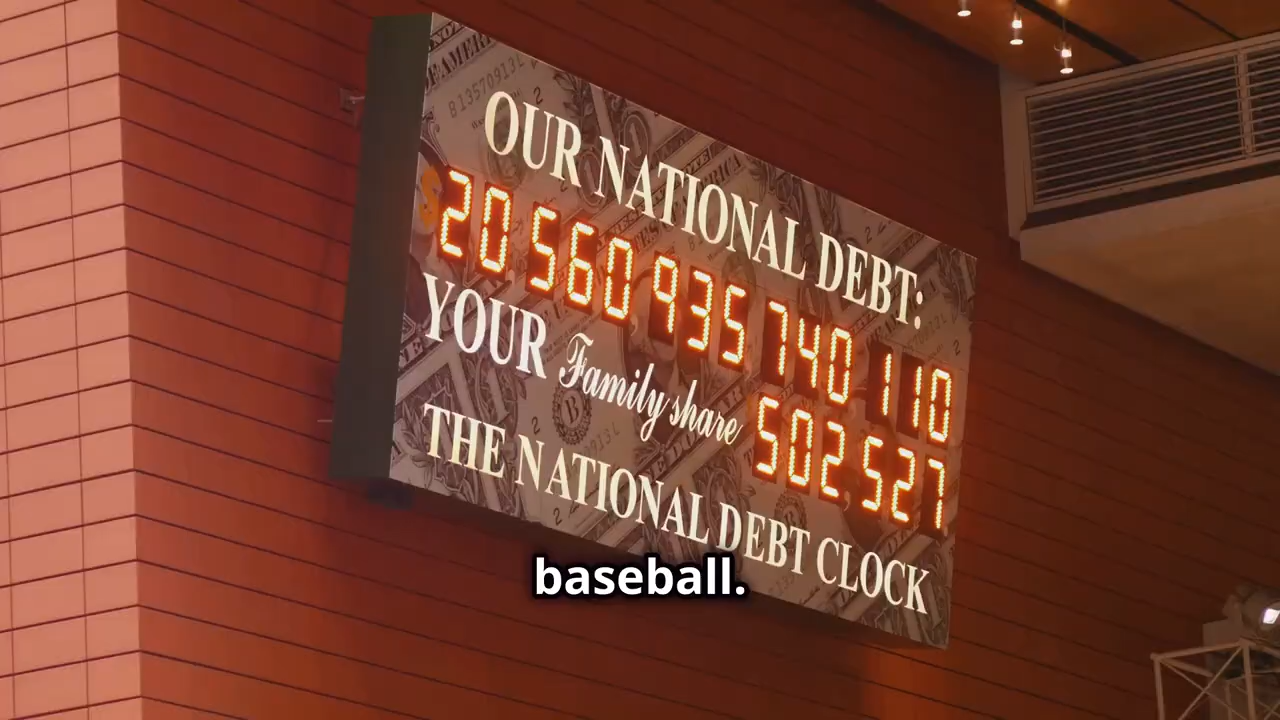 OUR NATIONAL DEBT:
$20,560,935,740,110
YOUR Family share 502,527
THE NATIONAL DEBT CLOCK
baseball.